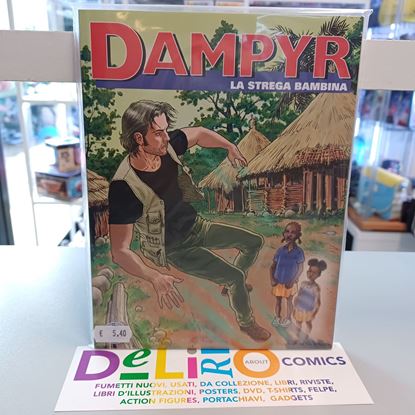 DAMPYR
LA STREGA BAMBINA
€ 5.40
DeLiRIO ABOUT COMICS
FUMETTI NUOVI, USATI, DA COLLEZIONE, LIBRI, RIVISTE,
LIBRI D'ILLUSTRAZIONI, POSTERS, DVD, T-SHIRTS, FELPE,
ACTION FIGURES, PORTACHIAVI, GADGETS